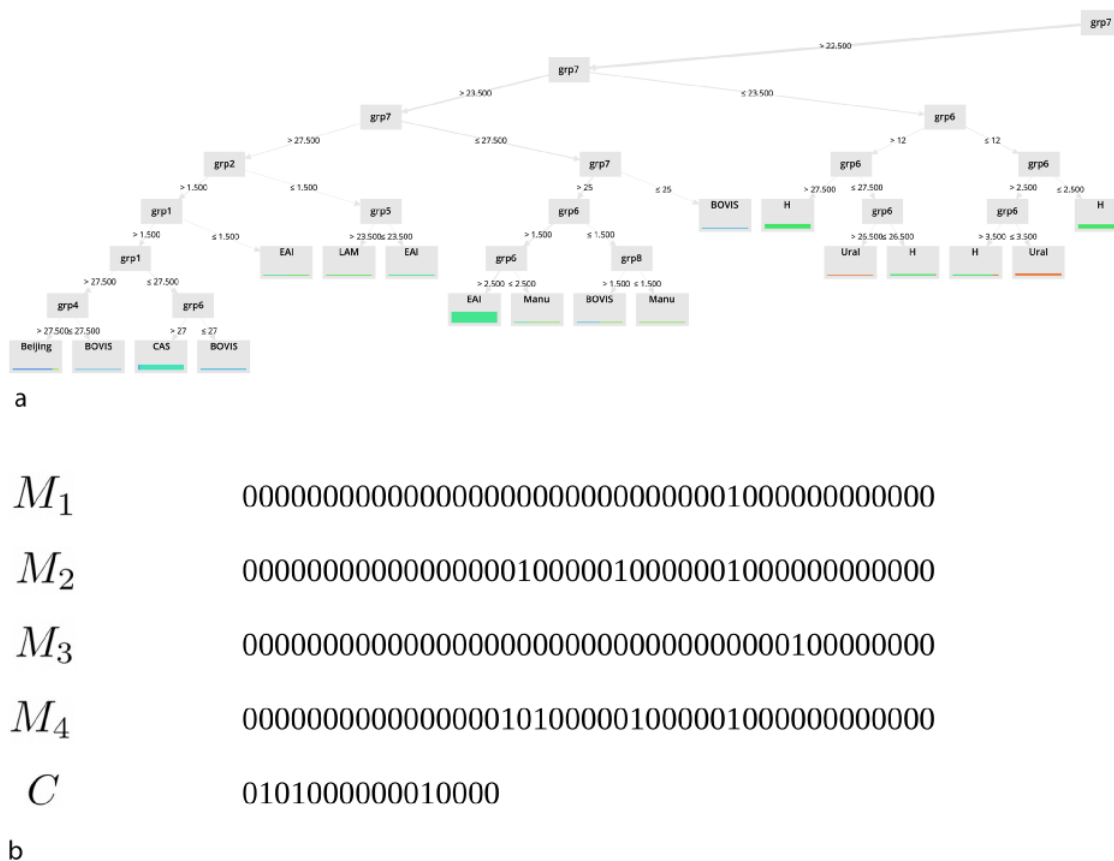 grp7
> 22.500
grp7
> 23.500 ≤ 23.500
grp7 grp6
> 27.500 ≤ 27.500 > 12 ≤ 12
grp2 grp7 grp6 grp6
> 1.500 ≤ 1.500 > 25 ≤ 25 > 27.500 ≤ 27.500 > 2.500 ≤ 2.500
grp1 grp5 grp6 BOVIS H grp6 grp6 H
> 1.500 ≤ 1.500 > 23.500 ≤ 23.500 > 1.500 ≤ 1.500 > 26.500 ≤ 26.500 > 3.500 ≤ 3.500
grp1 EAI LAM EAI grp6 grp8 Ural H H Ural
> 27.500 ≤ 27.500 > 2.500 ≤ 2.500 > 1.500 ≤ 1.500
grp4 grp6 EAI Manu BOVIS Manu
> 27.500 ≤ 27.500 > 27 ≤ 27
Beijing BOVIS CAS BOVIS
a
M1 0000000000000000000000000000001000000000000
M2 0000000000000000010000010000001000000000000
M3 0000000000000000000000000000000000100000000
M4 0000000000000000101000001000001000000000000
C 0101000000010000
b